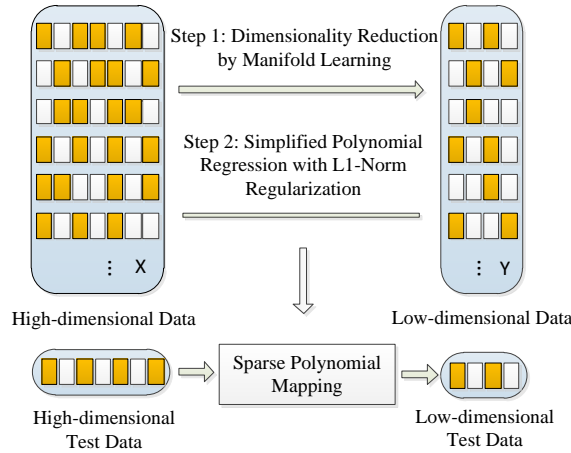 Step 1: Dimensionality Reduction
by Manifold Learning
Step 2: Simplified Polynomial
Regression with L1-Norm
Regularization
⋮ X
⋮ Y
High-dimensional Data
Low-dimensional Data
Sparse Polynomial
Mapping
High-dimensional
Test Data
Low-dimensional
Test Data